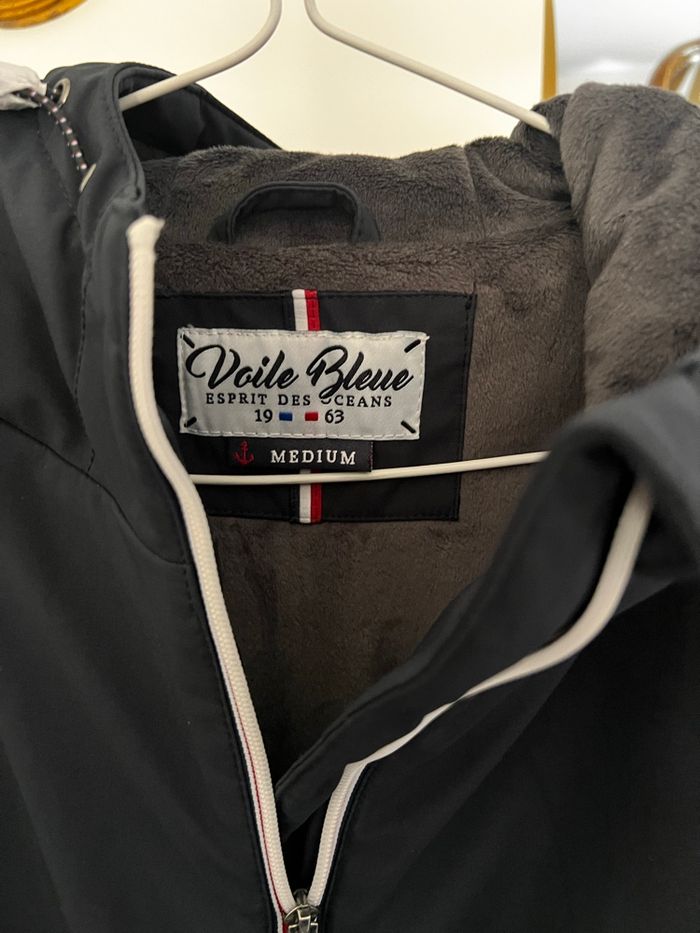 Voile Bleue
ESPRIT DES OCEANS
19 63
MEDIUM